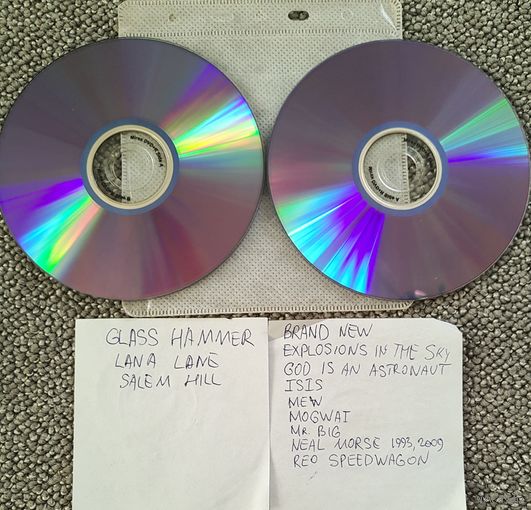 GLASS HAMMER
LANA LANE
SALEM HILL
BRAND NEW
EXPLOSIONS IN THE SKY
GOD IS AN ASTRONAUT
ISIS
MEW
MOGWAI
MR. BIG
NEAL MORSE 1993, 2009
REO SPEEDWAGON